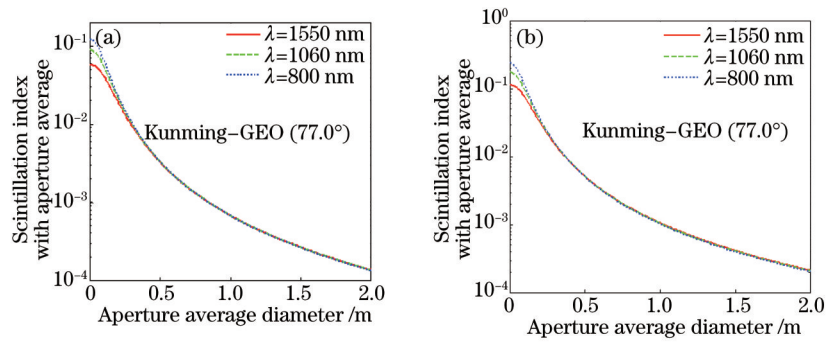 (a)
λ=1550 nm
λ=1060 nm
λ=800 nm
Kunming–GEO (77.0°)
Scintillation index
with aperture average
10⁻¹
10⁻²
10⁻³
10⁻⁴
0
0.5
1.0
1.5
2.0
Aperture average diameter /m
(b)
λ=1550 nm
λ=1060 nm
λ=800 nm
Kunming–GEO (77.0°)
Scintillation index
with aperture average
10⁰
10⁻¹
10⁻²
10⁻³
10⁻⁴
0
0.5
1.0
1.5
2.0
Aperture average diameter /m